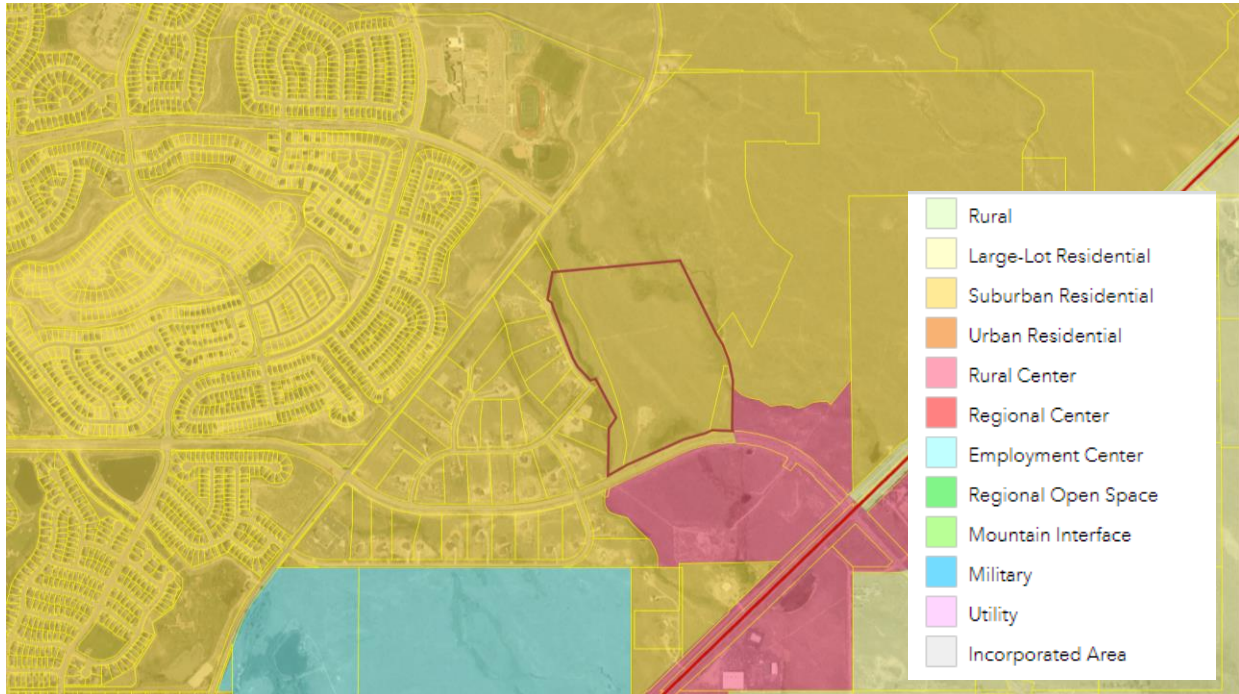 Rural
Large-Lot Residential
Suburban Residential
Urban Residential
Rural Center
Regional Center
Employment Center
Regional Open Space
Mountain Interface
Military
Utility
Incorporated Area